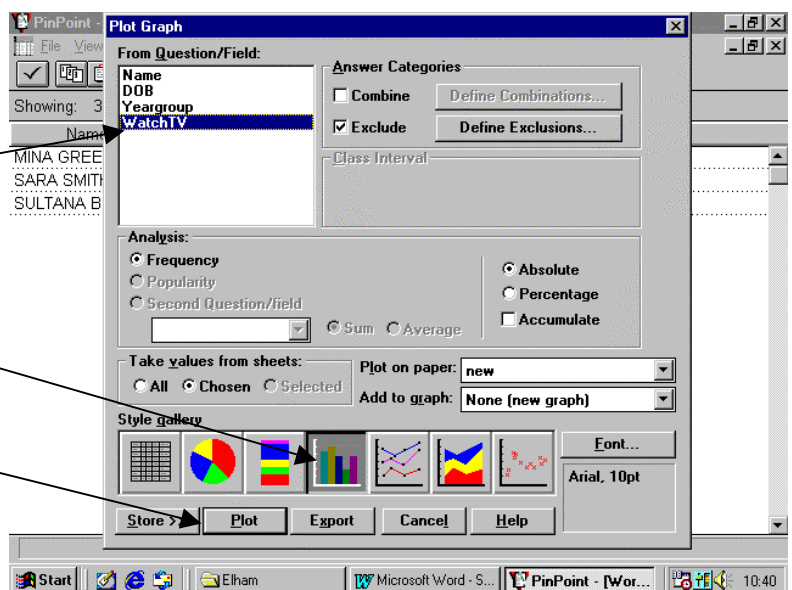 PinPoint -
Plot Graph
File View
From Question/Field:
Name
DOB
Yeargroup
WatchTV
Answer Categories
Combine Define Combinations...
Exclude Define Exclusions...
Class Interval
Showing: 3
Name
MINA GREE
SARA SMITH
SULTANA B
Analysis:
Frequency
Popularity
Second Question/field
Sum Average
Absolute
Percentage
Accumulate
Take values from sheets:
All Chosen Selected
Plot on paper: new
Add to graph: None (new graph)
Style gallery
Font...
Arial, 10pt
Store > Plot Export Cancel Help
Start Elham Microsoft Word - S... PinPoint - [Wor... 10:40